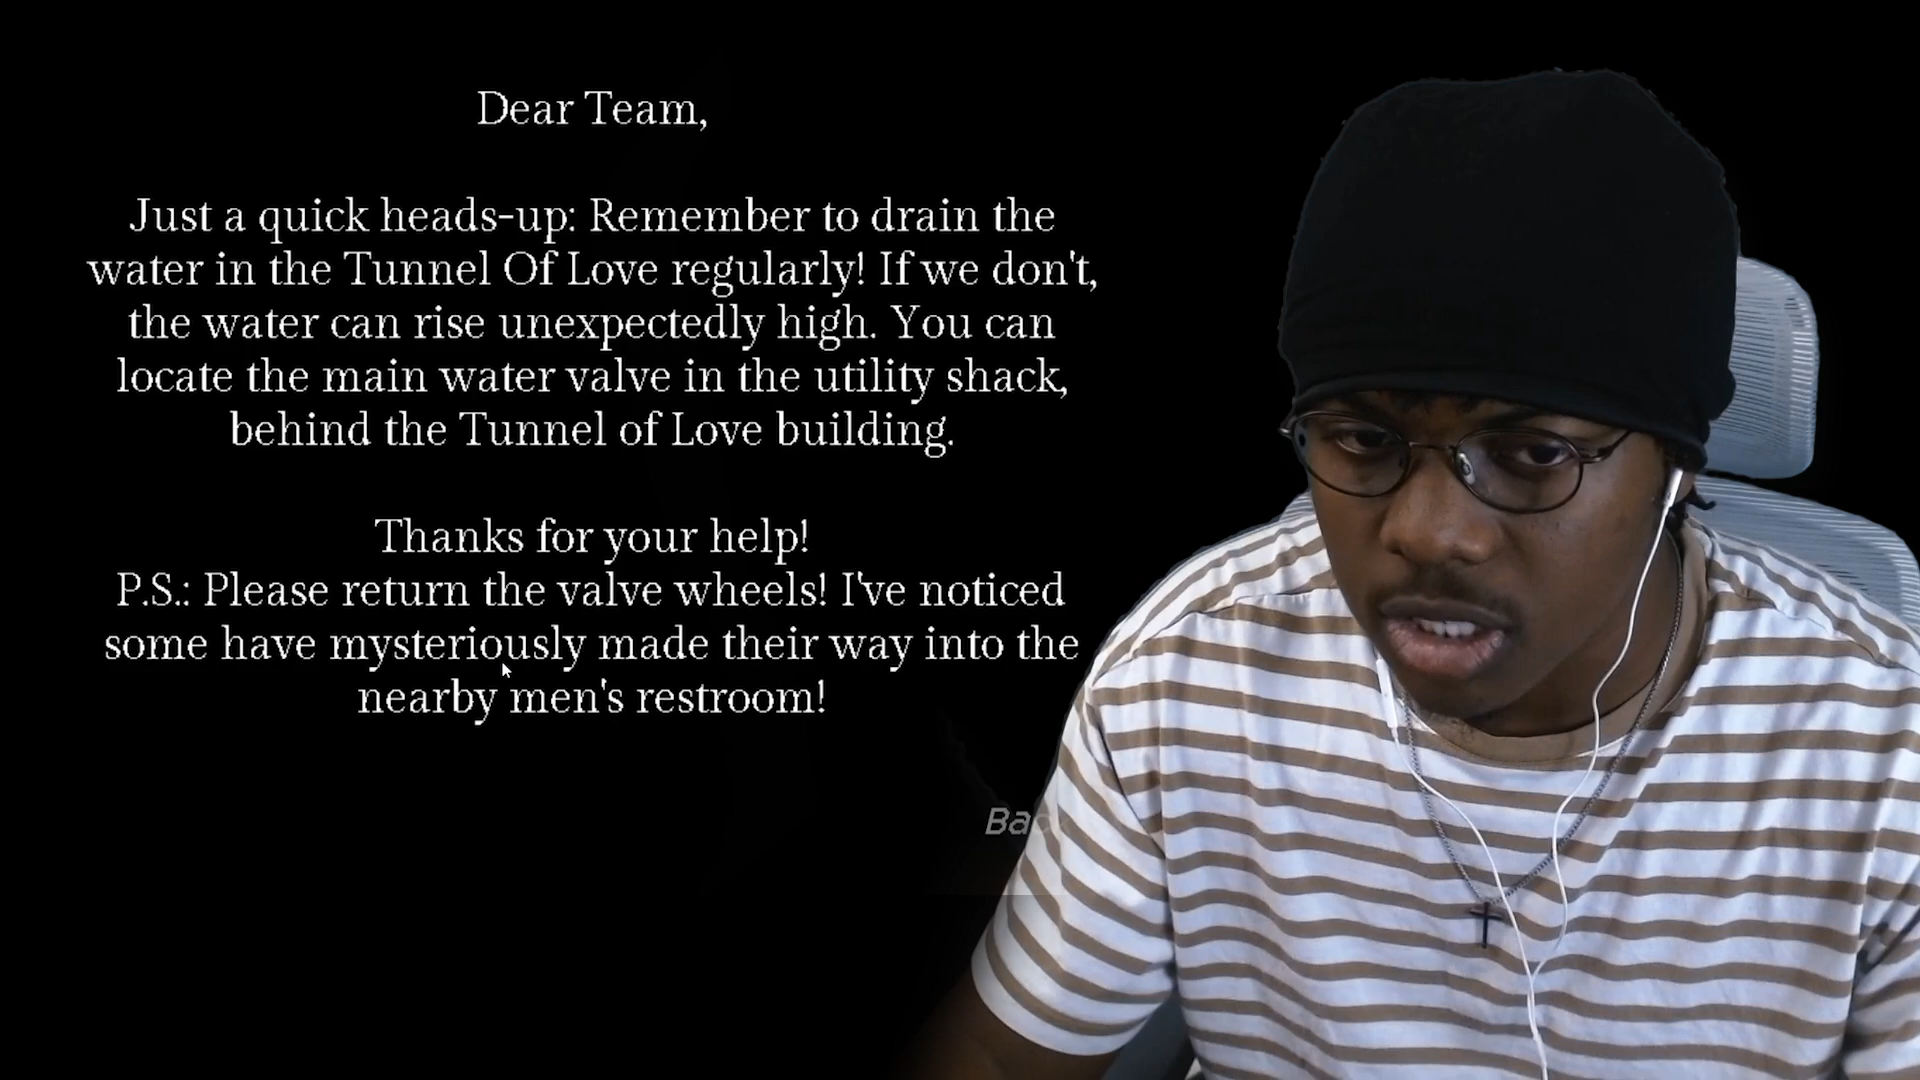 Dear Team,
Just a quick heads-up: Remember to drain the
water in the Tunnel Of Love regularly! If we don't,
the water can rise unexpectedly high. You can
locate the main water valve in the utility shack,
behind the Tunnel of Love building.
Thanks for your help!
P.S.: Please return the valve wheels! I've noticed
some have mysteriously made their way into the
nearby men's restroom!